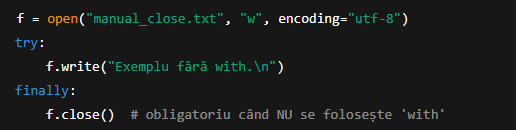 f = open("manual_close.txt", "w", encoding="utf-8")
try:
    f.write("Exemplu fără with.\n")
finally:
    f.close()  # obligatoriu când NU se folosește 'with'